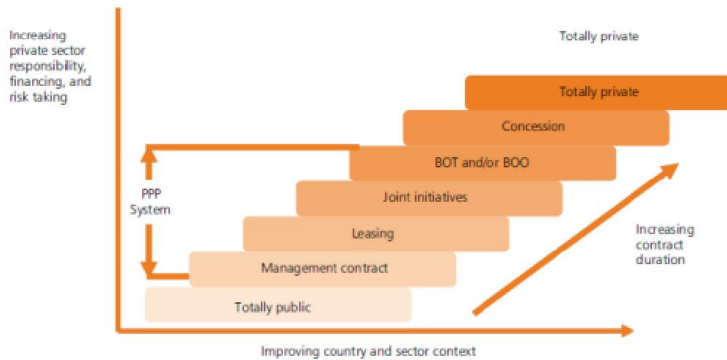 Increasing
private sector
responsibility,
financing, and
risk taking
Totally private
Totally private
Concession
BOT and/or BOO
Joint initiatives
Leasing
Management contract
Totally public
PPP
System
Increasing
contract
duration
Improving country and sector context